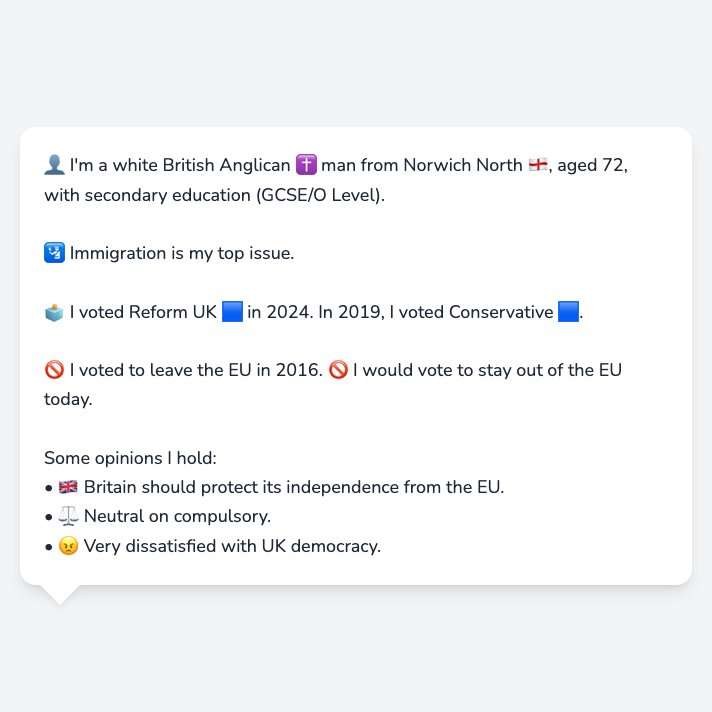 👤 I'm a white British Anglican ✝️ man from Norwich North 🏴󠁧󠁢󠁥󠁮󠁧󠁿, aged 72,
with secondary education (GCSE/O Level).
🛂 Immigration is my top issue.
🗳️ I voted Reform UK 🟦 in 2024. In 2019, I voted Conservative 🟦.
🚫 I voted to leave the EU in 2016. 🚫 I would vote to stay out of the EU
today.
Some opinions I hold:
• 🇬🇧 Britain should protect its independence from the EU.
• ⚖️ Neutral on compulsory.
• 😠 Very dissatisfied with UK democracy.